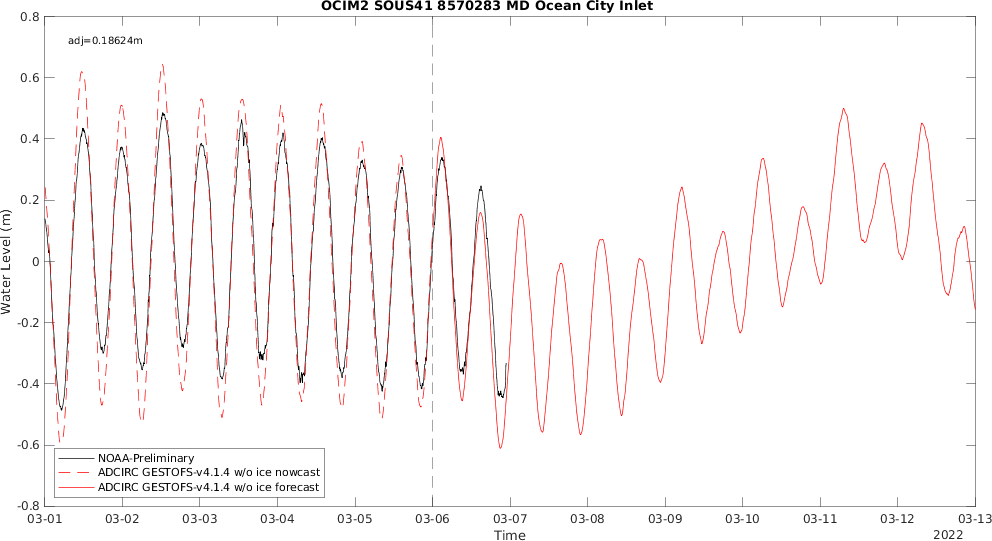 OCIM2 SOUS41 8570283 MD Ocean City Inlet
adj=0.18624m
0.8
0.6
0.4
0.2
0
-0.2
-0.4
-0.6
-0.8
Water Level (m)
NOAA-Preliminary
ADCIRC GESTOFS-v4.1.4 w/o ice nowcast
ADCIRC GESTOFS-v4.1.4 w/o ice forecast
03-01 03-02 03-03 03-04 03-05 03-06 03-07 03-08 03-09 03-10 03-11 03-12 03-13
Time
2022